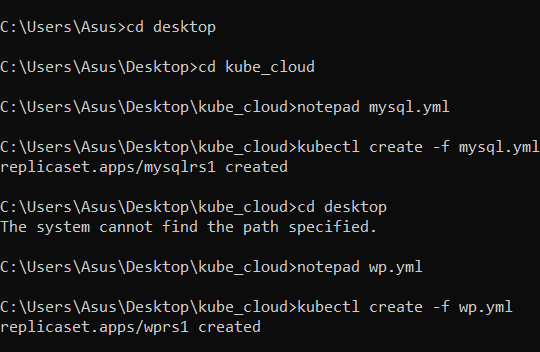 C:\Users\Asus>cd desktop
C:\Users\Asus\Desktop>cd kube_cloud
C:\Users\Asus\Desktop\kube_cloud>notepad mysql.yml
C:\Users\Asus\Desktop\kube_cloud>kubectl create -f mysql.yml
replicaset.apps/mysqlrs1 created
C:\Users\Asus\Desktop\kube_cloud>cd desktop
The system cannot find the path specified.
C:\Users\Asus\Desktop\kube_cloud>notepad wp.yml
C:\Users\Asus\Desktop\kube_cloud>kubectl create -f wp.yml
replicaset.apps/wprs1 created